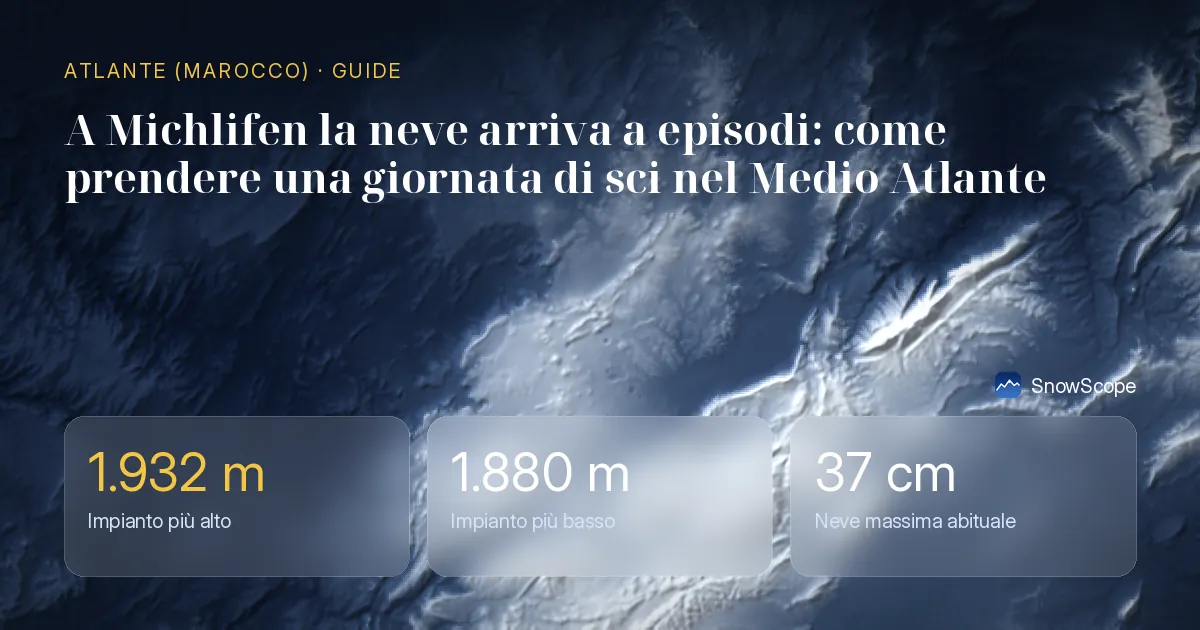 ATLANTE (MAROCCO) · GUIDE
A Michlifen la neve arriva a episodi: come
prendere una giornata di sci nel Medio Atlante
SnowScope
1.932 m
Impianto più alto
1.880 m
Impianto più basso
37 cm
Neve massima abituale